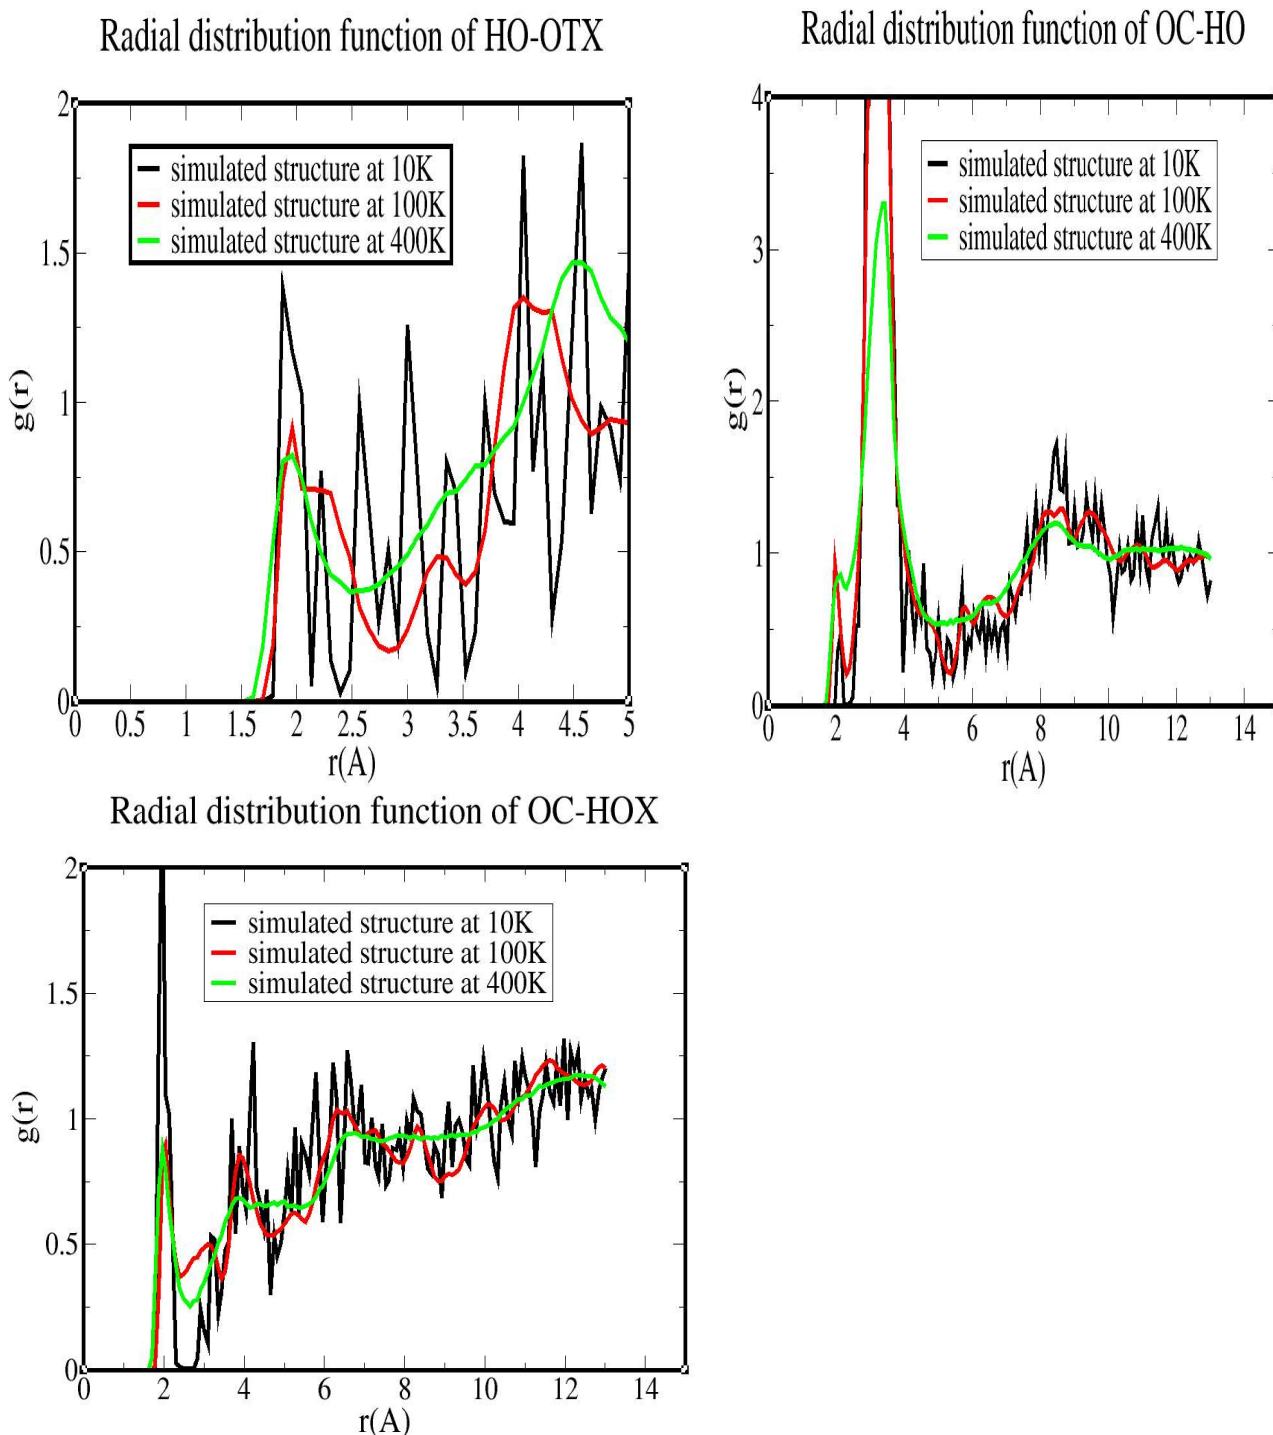 Radial distribution function of HO-OTX
2
1.5
1
0.5
0
g(r)
simulated structure at 10K
simulated structure at 100K
simulated structure at 400K
0 0.5 1 1.5 2 2.5 3 3.5 4 4.5 5
r(A)
Radial distribution function of OC-HO
4
3
2
1
0
g(r)
simulated structure at 10K
simulated structure at 100K
simulated structure at 400K
0 2 4 6 8 10 12 14
r(A)
Radial distribution function of OC-HOX
2
1.5
1
0.5
0
g(r)
simulated structure at 10K
simulated structure at 100K
simulated structure at 400K
0 2 4 6 8 10 12 14
r(A)